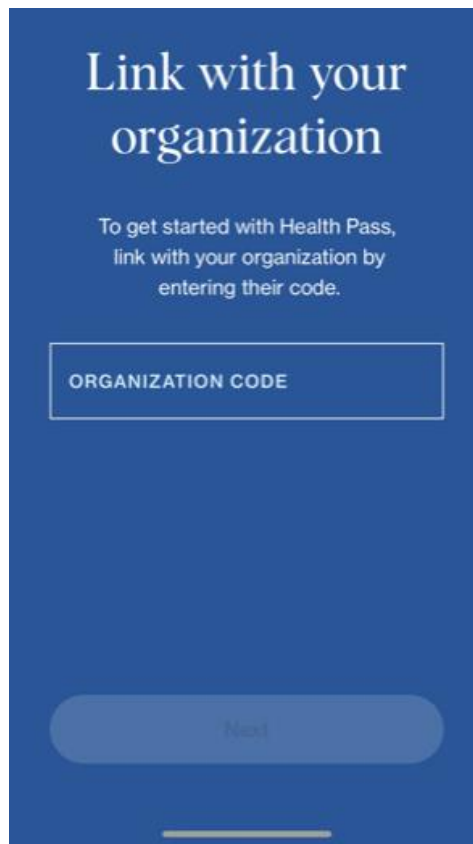 Link with your
organization
To get started with Health Pass,
link with your organization by
entering their code.
ORGANIZATION CODE
Next